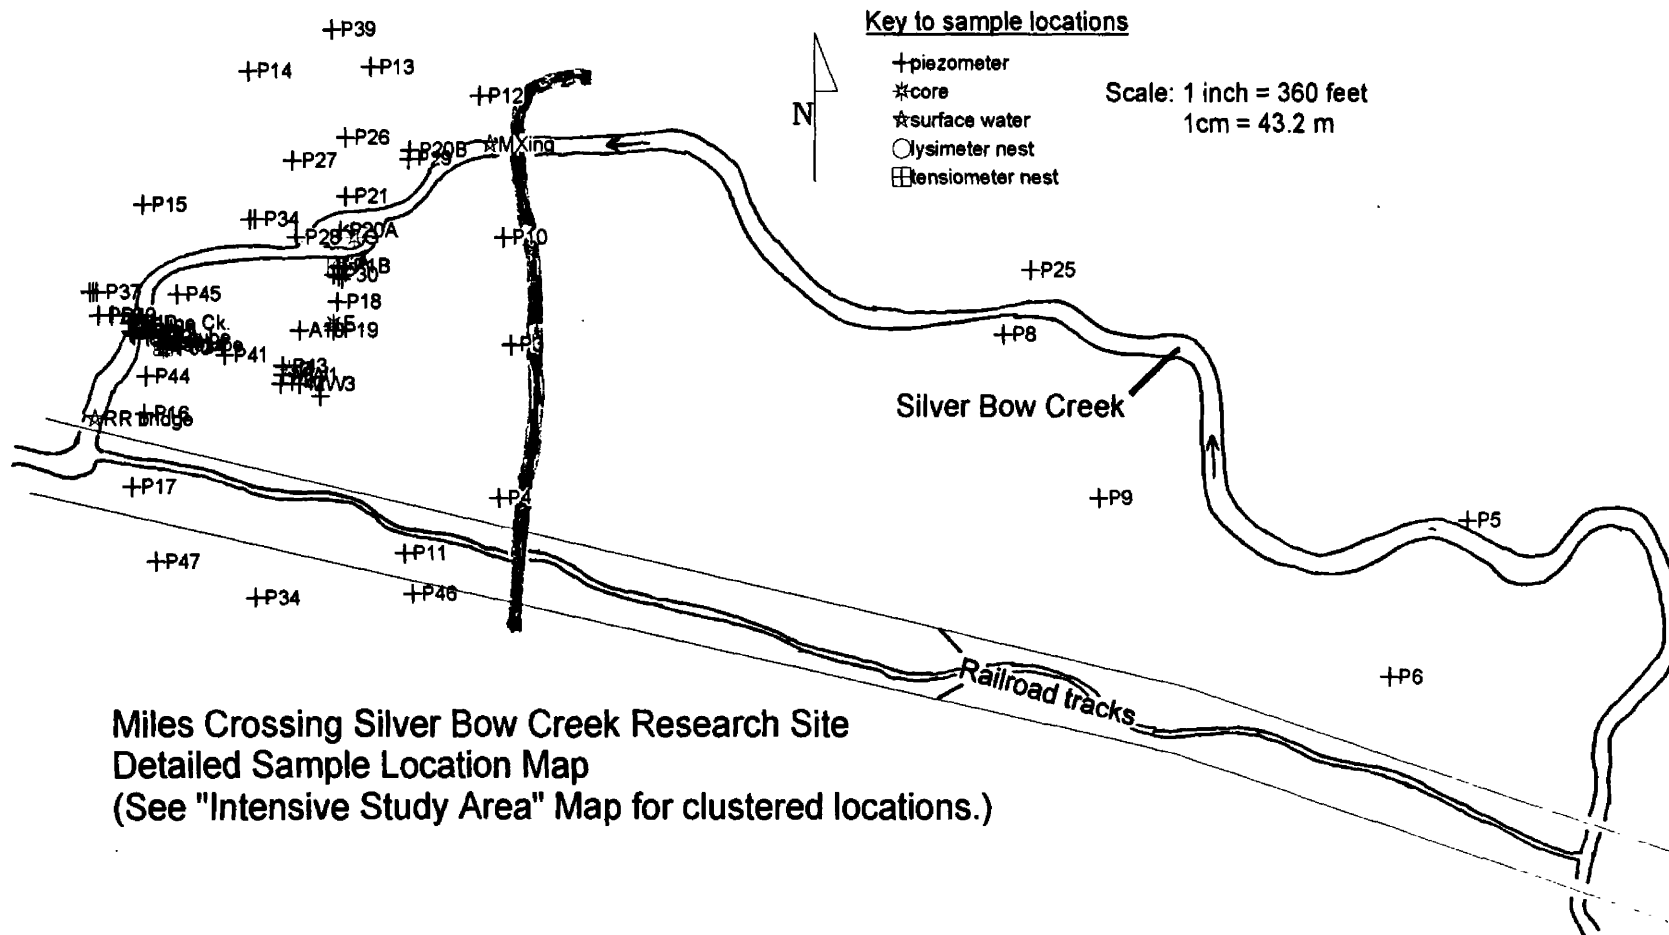 P39
P14
P13
P12
Key to sample locations
piezometer
core
surface water
lysimeter nest
tensiometer nest
N
Scale: 1 inch = 360 feet
1cm = 43.2 m
P26
P20B
P29
MXing
P27
P21
P15
P34
P20A
P28
P10
P30
P25
P37
P45
P18
P19
P8
P41
P44
Silver Bow Creek
P16
RR bridge
P17
P4
P9
P5
P11
P47
P34
P46
P6
Railroad tracks
Miles Crossing Silver Bow Creek Research Site
Detailed Sample Location Map
(See "Intensive Study Area" Map for clustered locations.)